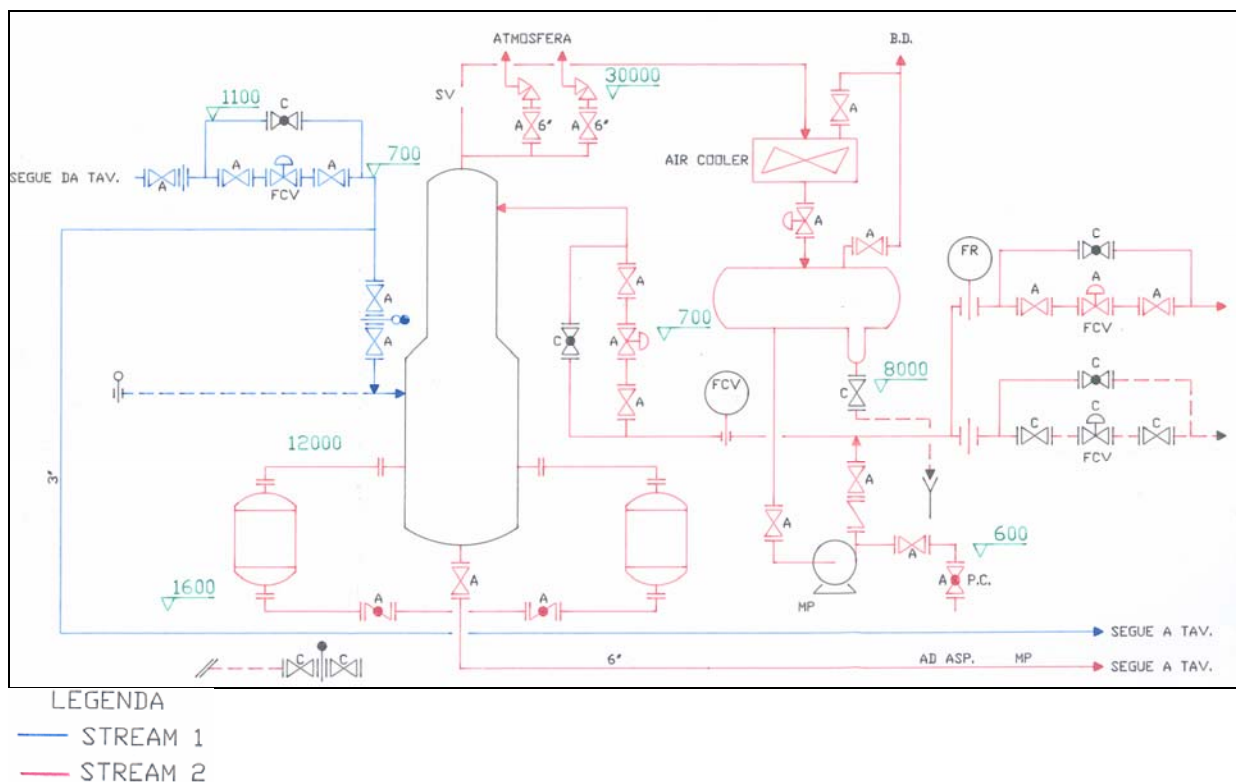 ATMOSFERA
B.D.
30000
1100
C
SV
A
6"
A
6"
A
AIR COOLER
SEGUE DA TAV.
A
A
FCV
A
700
A
A
C
FR
C
A
A
A
FCV
A
A
A
C
A
700
A
FCV
C
8000
C
C
C
C
FCV
12000
3"
A
A
A
600
A
P.C.
MP
1600
A
A
A
SEGUE A TAV.
C
C
6"
AD ASP. MP
SEGUE A TAV.
LEGENDA
STREAM 1
STREAM 2